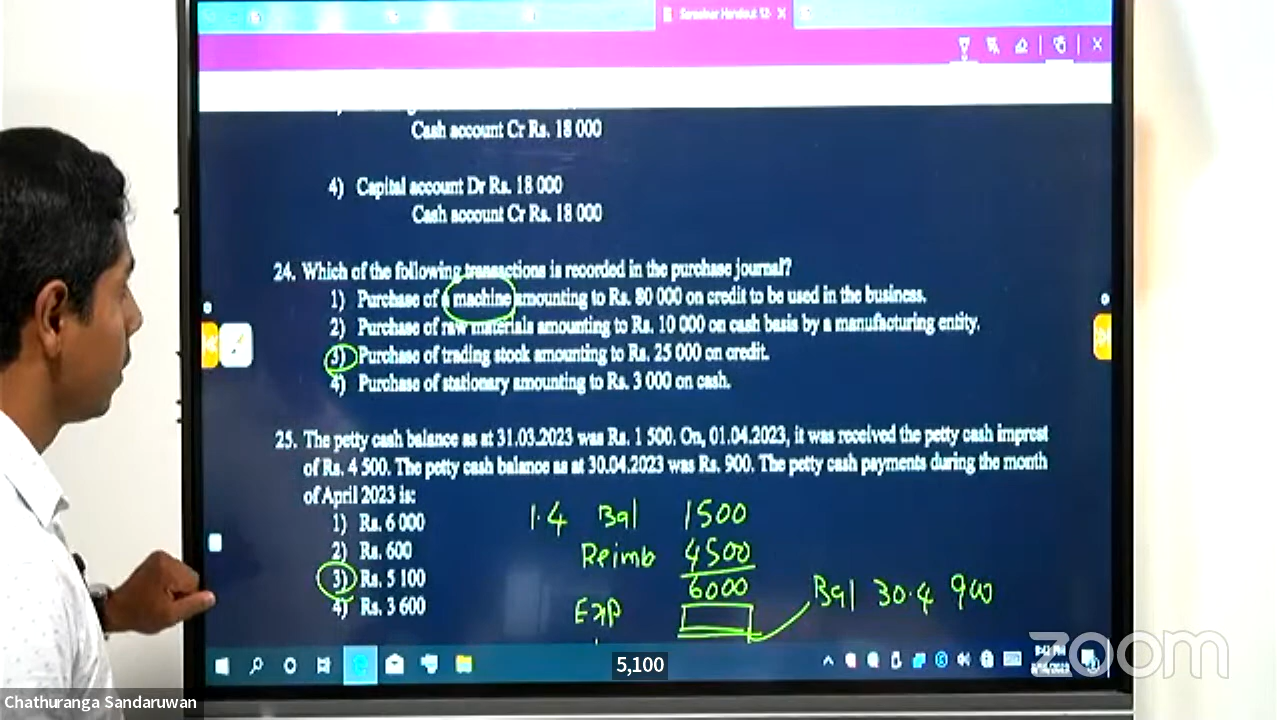 Cash account Cr Rs. 18 000
4) Capital account Dr Rs. 18 000
Cash account Cr Rs. 18 000
24. Which of the following transactions is recorded in the purchase journal?
1) Purchase of a machine amounting to Rs. 80 000 on credit to be used in the business.
2) Purchase of raw materials amounting to Rs. 10 000 on cash basis by a manufacturing entity.
3) Purchase of trading stock amounting to Rs. 25 000 on credit.
4) Purchase of stationary amounting to Rs. 3 000 on cash.
25. The petty cash balance as at 31.03.2023 was Rs. 1 500. On, 01.04.2023, it was received the petty cash imprest
of Rs. 4 500. The petty cash balance as at 30.04.2023 was Rs. 900. The petty cash payments during the month
of April 2023 is:
1) Rs. 6 000
2) Rs. 600
3) Rs. 5 100
4) Rs. 3 600
1.4 Bal 1500
Reimb 4500
6000
Exp
Bal 30.4 900
5,100
zoom
Chathuranga Sandaruwan